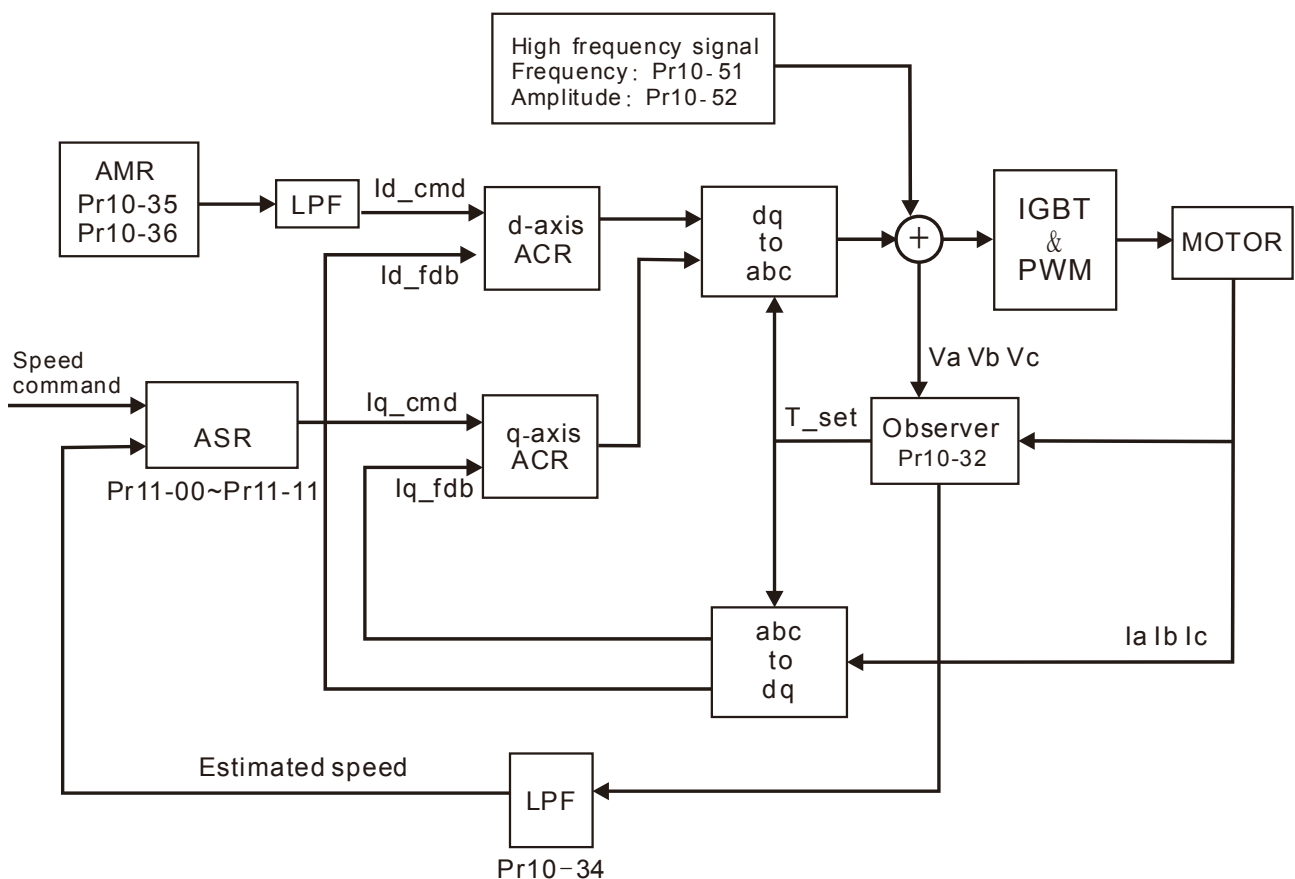 High frequency signal
Frequency: Pr10-51
Amplitude: Pr10-52
AMR
Pr10-35
Pr10-36
LPF
Id_cmd
Id_fdb
d-axis
ACR
dq
to
abc
+
IGBT
&
PWM
MOTOR
Speed
command
ASR
Pr11-00~Pr11-11
Iq_cmd
Iq_fdb
q-axis
ACR
T_set
Va Vb Vc
Observer
Pr10-32
abc
to
dq
Ia Ib Ic
Estimated speed
LPF
Pr10-34